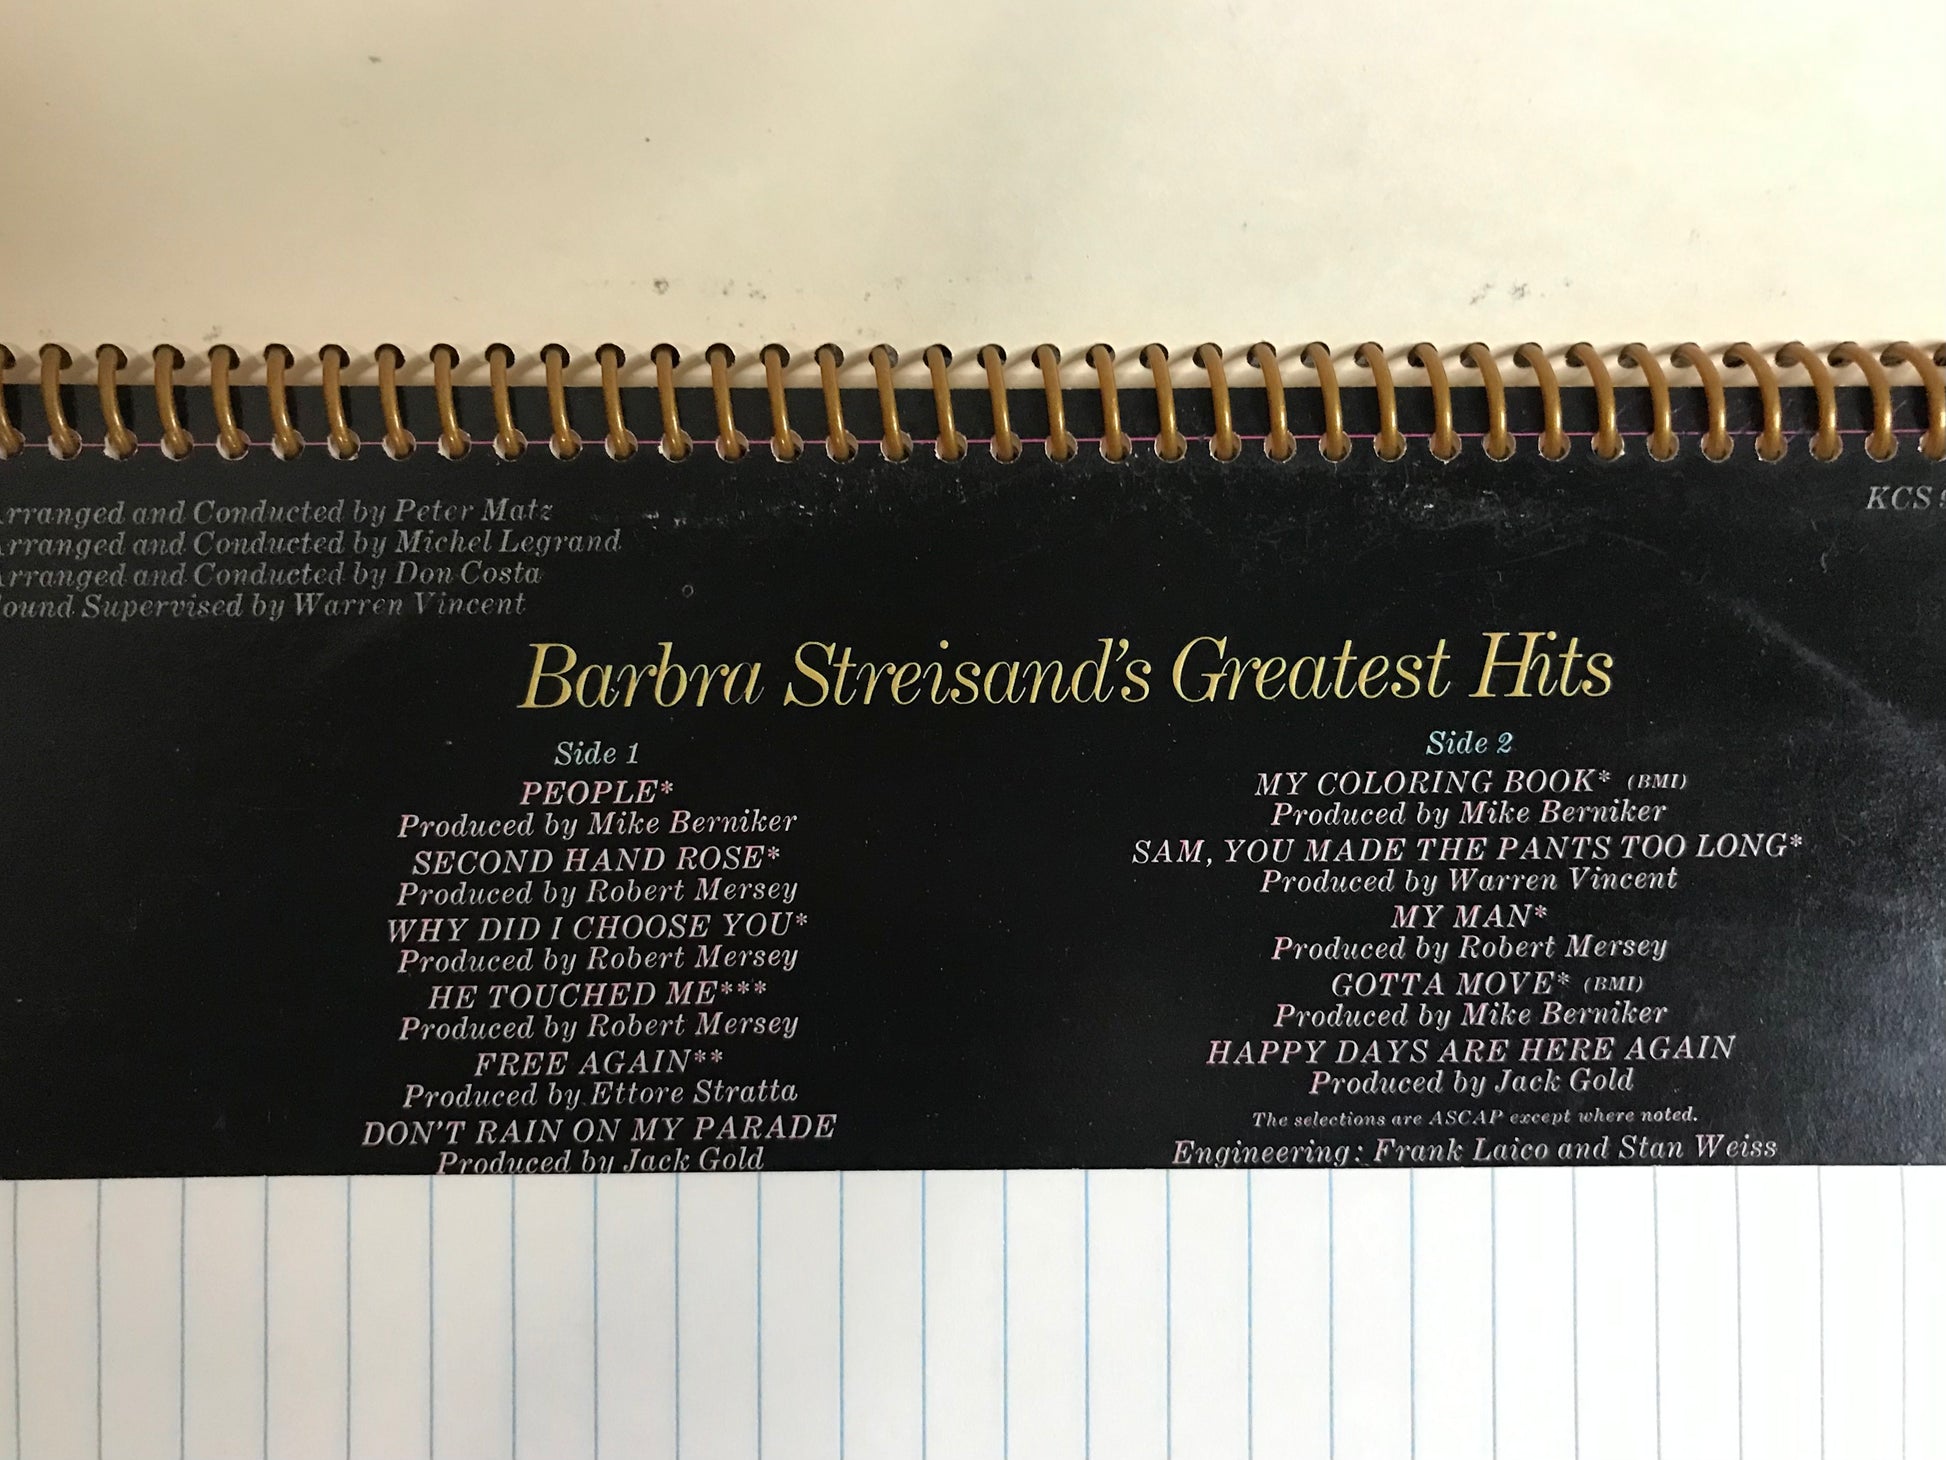 rranged and Conducted by Peter Matz
rranged and Conducted by Michel Legrand
rranged and Conducted by Don Costa
ound Supervised by Warren Vincent
KCS 9
Barbra Streisand's Greatest Hits
Side 1
PEOPLE*
Produced by Mike Berniker
SECOND HAND ROSE*
Produced by Robert Mersey
WHY DID I CHOOSE YOU*
Produced by Robert Mersey
HE TOUCHED ME***
Produced by Robert Mersey
FREE AGAIN**
Produced by Ettore Stratta
DON'T RAIN ON MY PARADE
Produced by Jack Gold
Side 2
MY COLORING BOOK* (BMI)
Produced by Mike Berniker
SAM, YOU MADE THE PANTS TOO LONG*
Produced by Warren Vincent
MY MAN*
Produced by Robert Mersey
GOTTA MOVE* (BMI)
Produced by Mike Berniker
HAPPY DAYS ARE HERE AGAIN
Produced by Jack Gold
The selections are ASCAP except where noted.
Engineering: Frank Laico and Stan Weiss